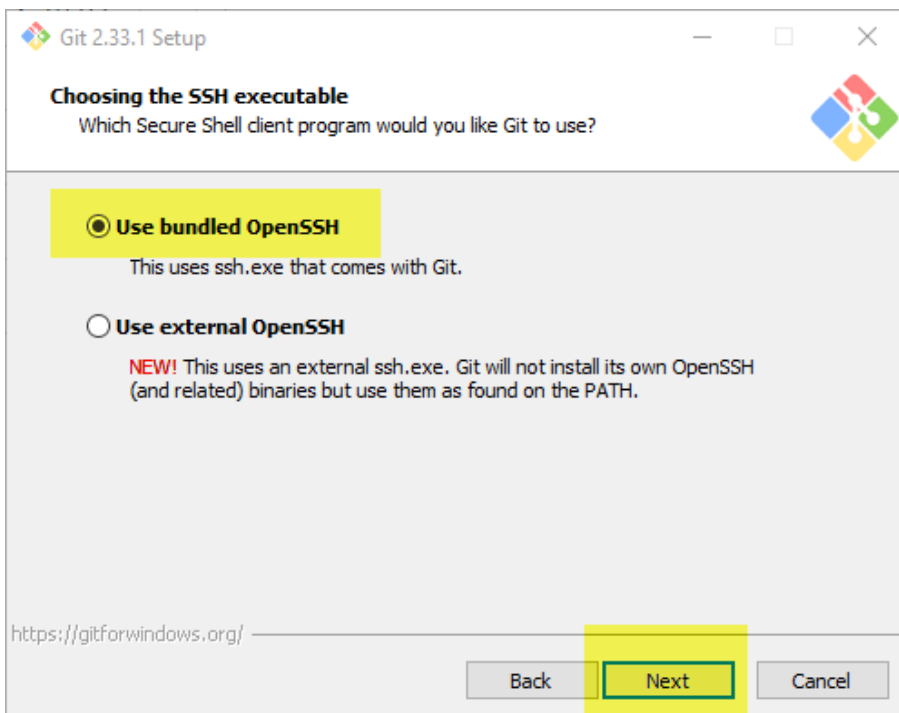 Git 2.33.1 Setup
Choosing the SSH executable
Which Secure Shell client program would you like Git to use?
Use bundled OpenSSH
This uses ssh.exe that comes with Git.
Use external OpenSSH
NEW! This uses an external ssh.exe. Git will not install its own OpenSSH
(and related) binaries but use them as found on the PATH.
https://gitforwindows.org/
Back Next Cancel